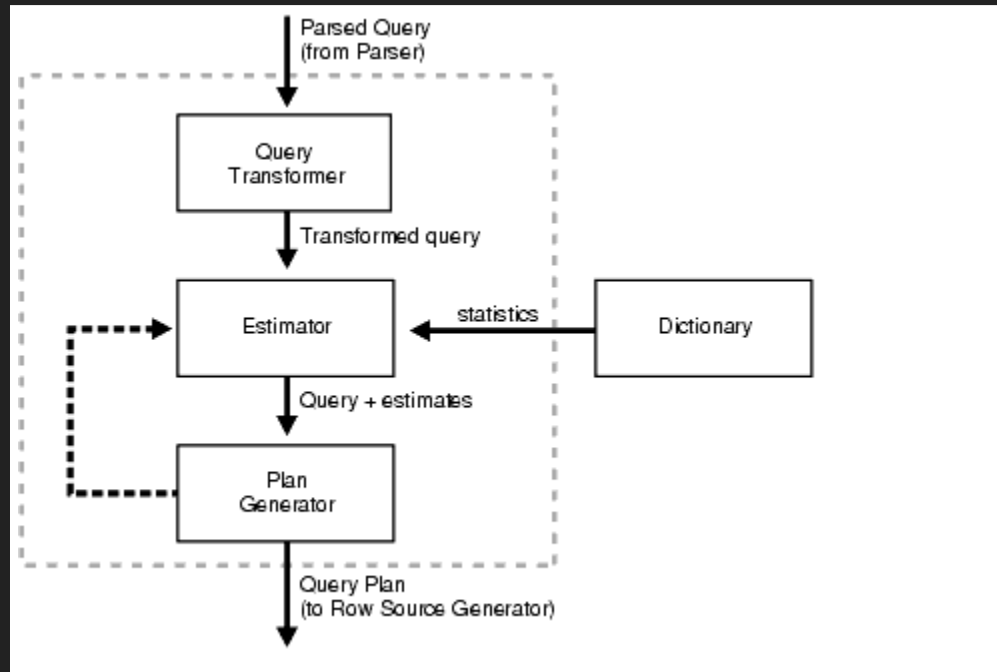 Parsed Query
(from Parser)
Query
Transformer
Transformed query
Estimator
statistics
Dictionary
Query + estimates
Plan
Generator
Query Plan
(to Row Source Generator)